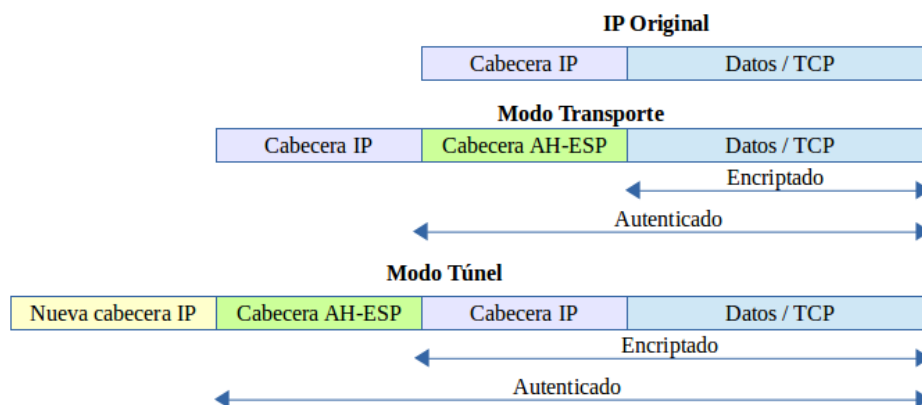 IP Original
Cabecera IP Datos / TCP
Modo Transporte
Cabecera IP Cabecera AH-ESP Datos / TCP
Encriptado
Autenticado
Modo Túnel
Nueva cabecera IP Cabecera AH-ESP Cabecera IP Datos / TCP
Encriptado
Autenticado